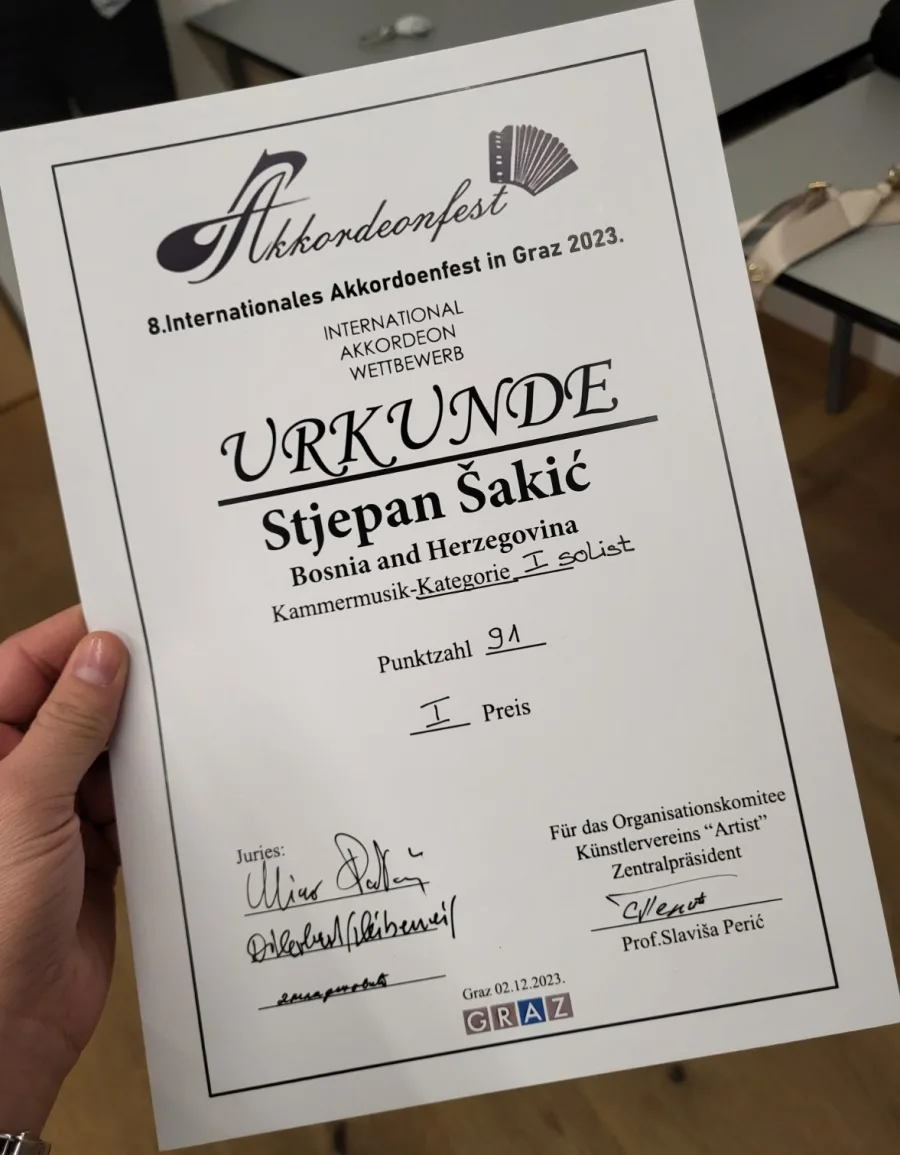 Akkordeonfest
8.Internationales Akkordoenfest in Graz 2023.
INTERNATIONAL
AKKORDEON
WETTBEWERB
URKUNDE
Stjepan Šakić
Bosnia and Herzegovina
Kammermusik-Kategorie I solist
Punktzahl 91
I Preis
Juries:
Für das Organisationskomitee
Künstlervereins “Artist”
Zentralpräsident
Prof.Slaviša Perić
Graz 02.12.2023.
GRAZ